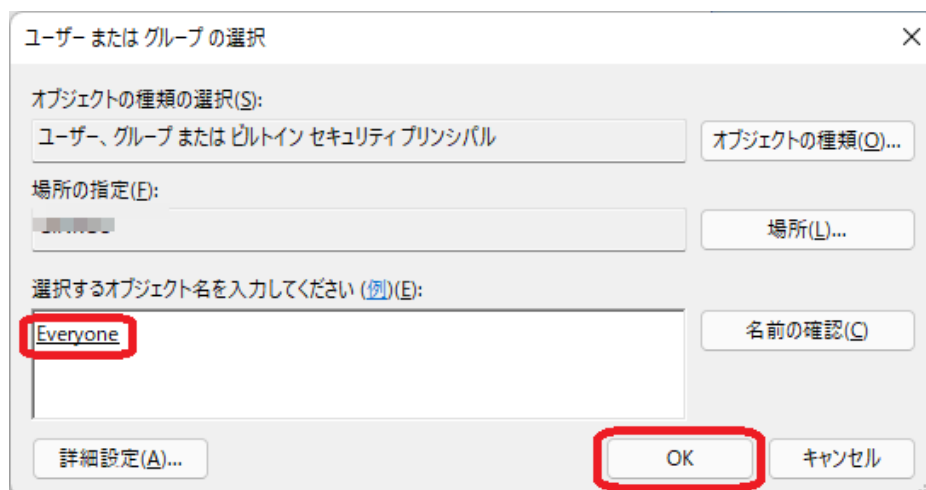 ユーザー または グループ の選択
オブジェクトの種類の選択(S):
ユーザー、グループ または ビルトイン セキュリティ プリンシパル
オブジェクトの種類(O)...
場所の指定(F):
場所(L)...
選択するオブジェクト名を入力してください (例)(E):
Everyone
名前の確認(C)
詳細設定(A)...
OK
キャンセル